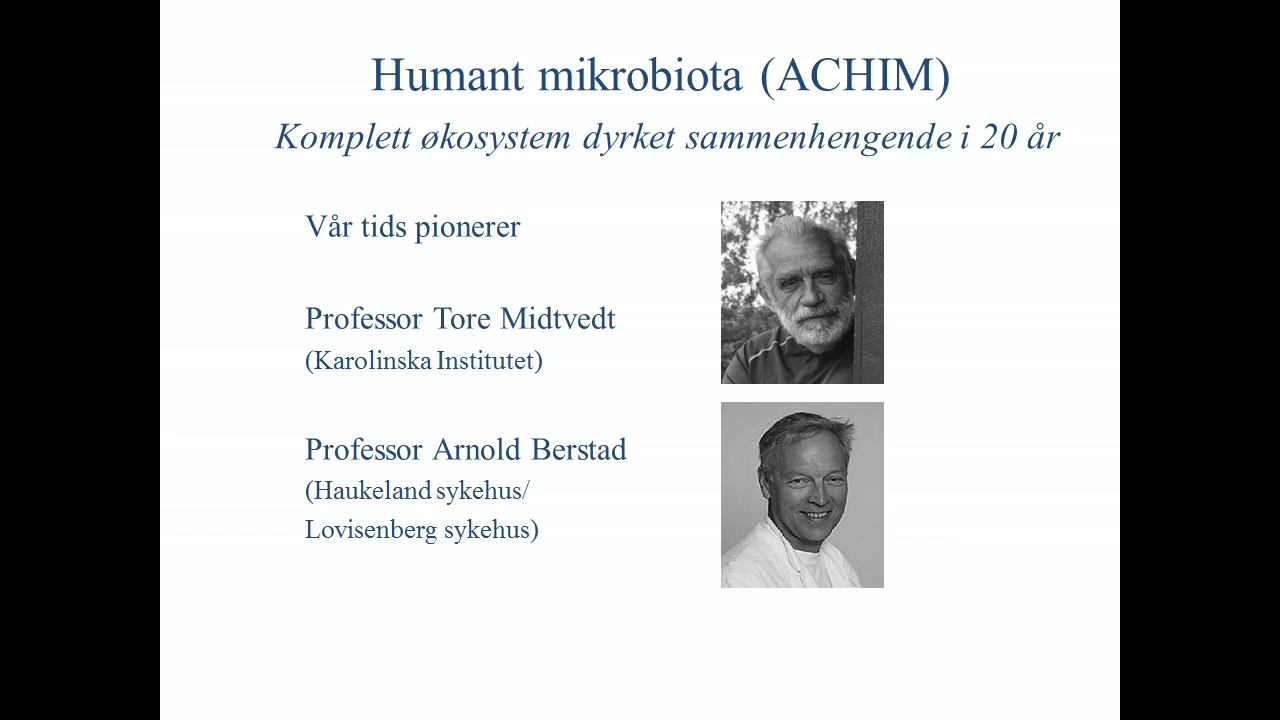 Humant mikrobiota (ACHIM)
Komplett økosystem dyrket sammenhengende i 20 år
Vår tids pionerer
Professor Tore Midtvedt
(Karolinska Institutet)
Professor Arnold Berstad
(Haukeland sykehus/
Lovisenberg sykehus)